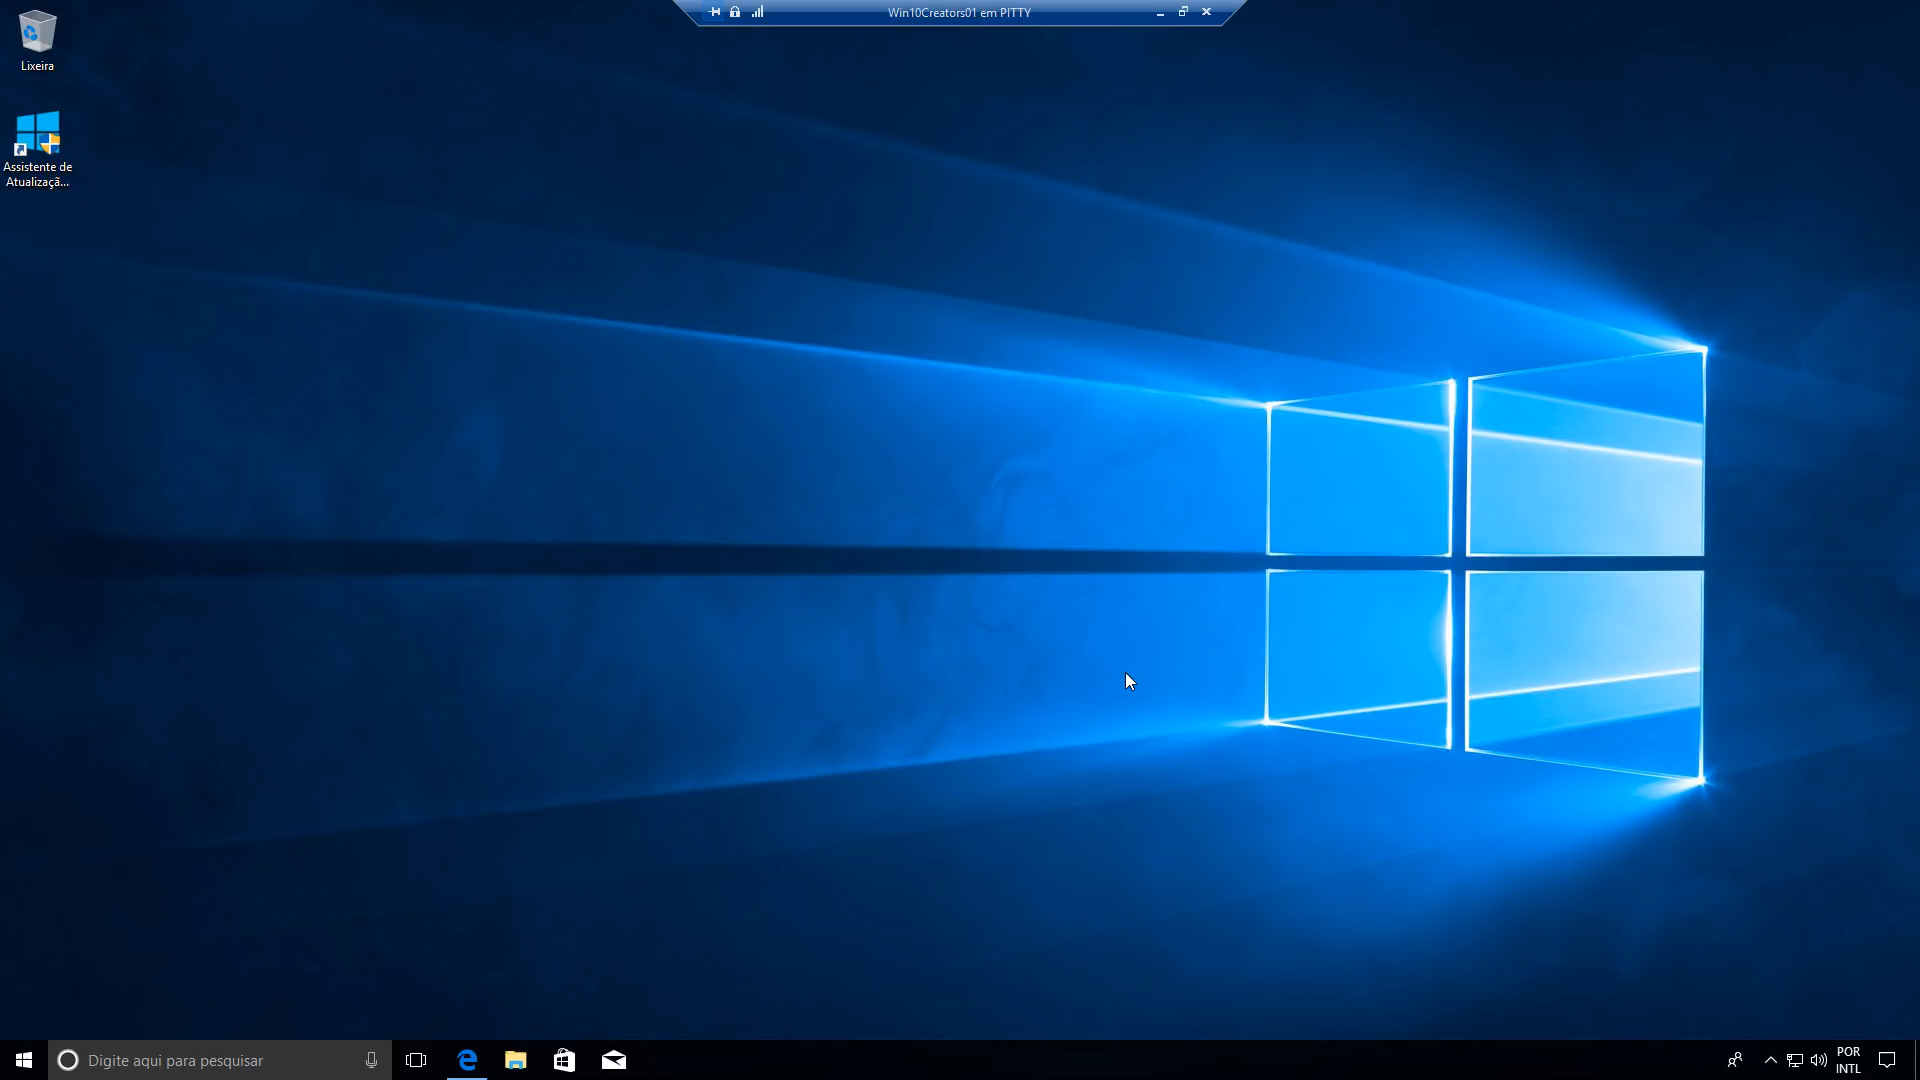 Win10Creators01 em PITTY
Lixeira
Assistente de
Atualizaçã...
Digite aqui para pesquisar
POR
INTL